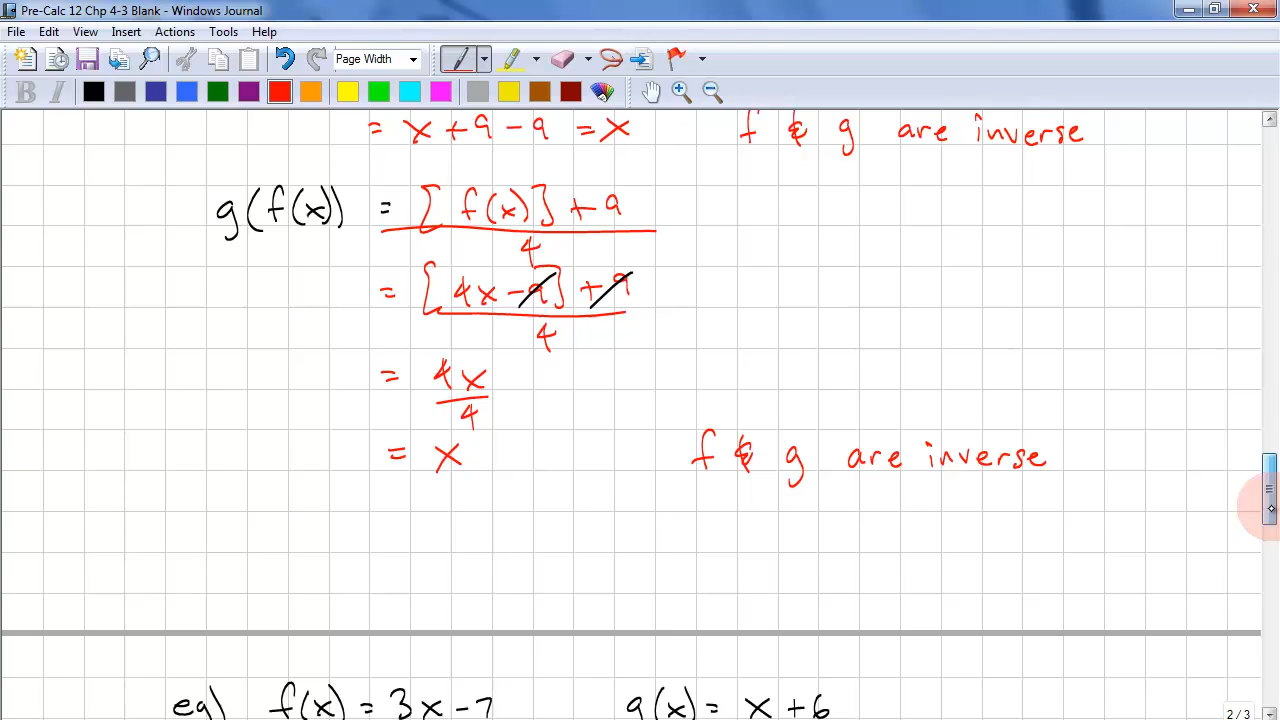 Pre-Calc 12 Chp 4-3 Blank - Windows Journal
File Edit View Insert Actions Tools Help
Page Width
B I
= x + 9 - 9 = x f & g are inverse
g(f(x)) = [f(x)] + 9
4
= [4x - 9] + 9
4
= 4x
4
= x f & g are inverse
eg) f(x) = 3x - 7 g(x) = x + 6
2/3